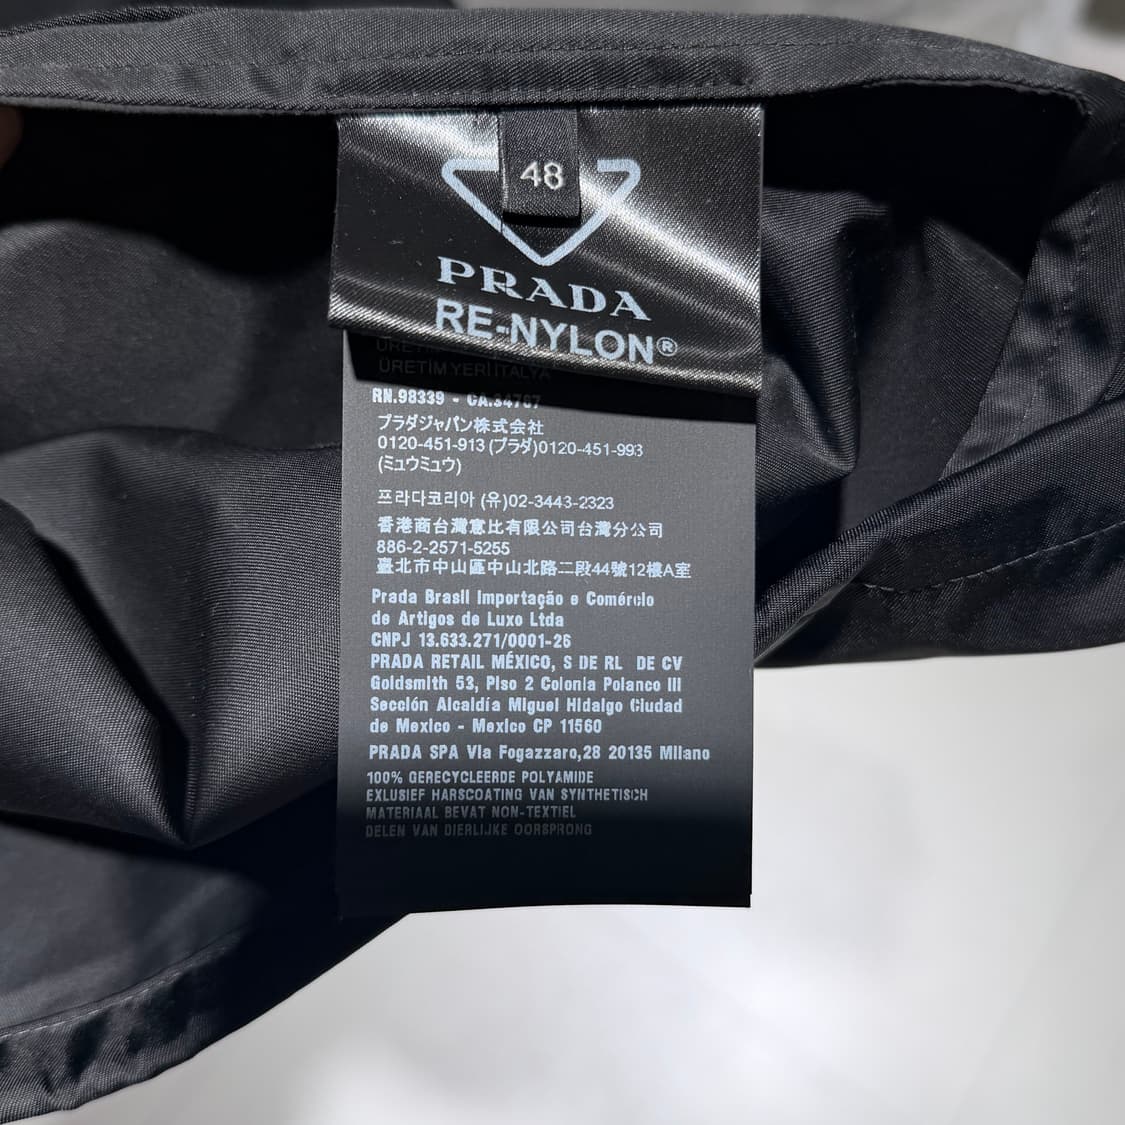 48
PRADA
RE-NYLON®
ÜRETİM YERİ İTALYA
RN.98339 - CA.34767
プラダジャパン株式会社
0120-451-913 (プラダ)0120-451-993
(ミュウミュウ)
프라다코리아 (유)02-3443-2323
香港商台灣意比有限公司台灣分公司
886-2-2571-5255
臺北市中山區中山北路二段44號12樓A室
Prada Brasil Importação e Comércio
de Artigos de Luxo Ltda
CNPJ 13.633.271/0001-26
PRADA RETAIL MÉXICO, S DE RL DE CV
Goldsmith 53, Piso 2 Colonia Polanco III
Sección Alcaldía Miguel Hidalgo Ciudad
de Mexico - Mexico CP 11560
PRADA SPA Via Fogazzaro,28 20135 Milano
100% GERECYCLEERDE POLYAMIDE
EXLUSIEF HARSCOATING VAN SYNTHETISCH
MATERIAAL BEVAT NON-TEXTIEL
DELEN VAN DIERLIJKE OORSPRONG